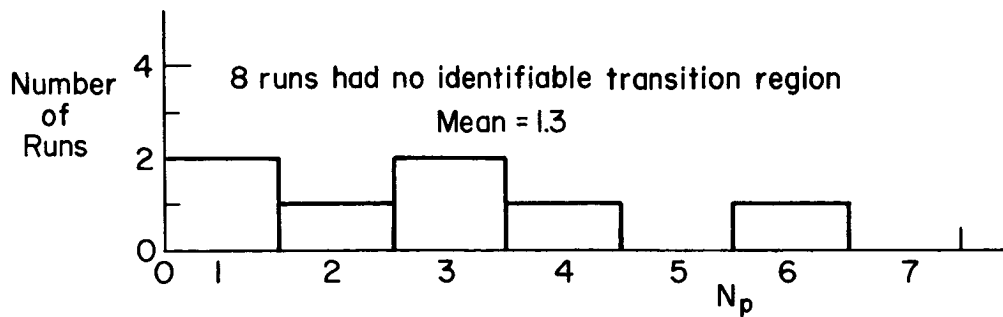 4
8 runs had no identifiable transition region
Number
of
Runs
Mean = 1.3
2
0
0 1 2 3 4 5 6 7
Np